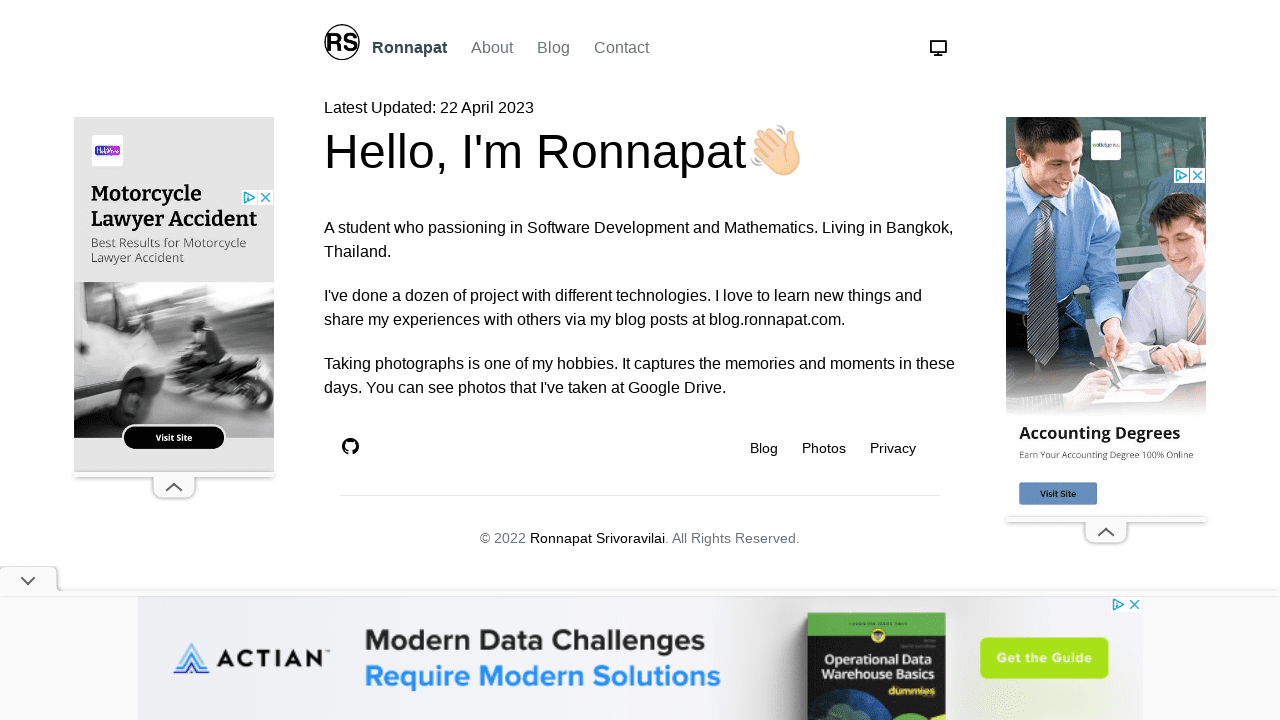 RS
Ronnapat About Blog Contact
Latest Updated: 22 April 2023
Hello, I'm Ronnapat
A student who passioning in Software Development and Mathematics. Living in Bangkok,
Thailand.
I've done a dozen of project with different technologies. I love to learn new things and
share my experiences with others via my blog posts at blog.ronnapat.com.
Taking photographs is one of my hobbies. It captures the memories and moments in these
days. You can see photos that I've taken at Google Drive.
Blog Photos Privacy
© 2022 Ronnapat Srivoravilai. All Rights Reserved.
Motorcycle
Lawyer Accident
Best Results for Motorcycle
Lawyer Accident
Visit Site
Accounting Degrees
Earn Your Accounting Degree 100% Online
Visit Site
ACTIAN™
Modern Data Challenges
Require Modern Solutions
Operational Data
Warehouse Basics
dummies
Get the Guide